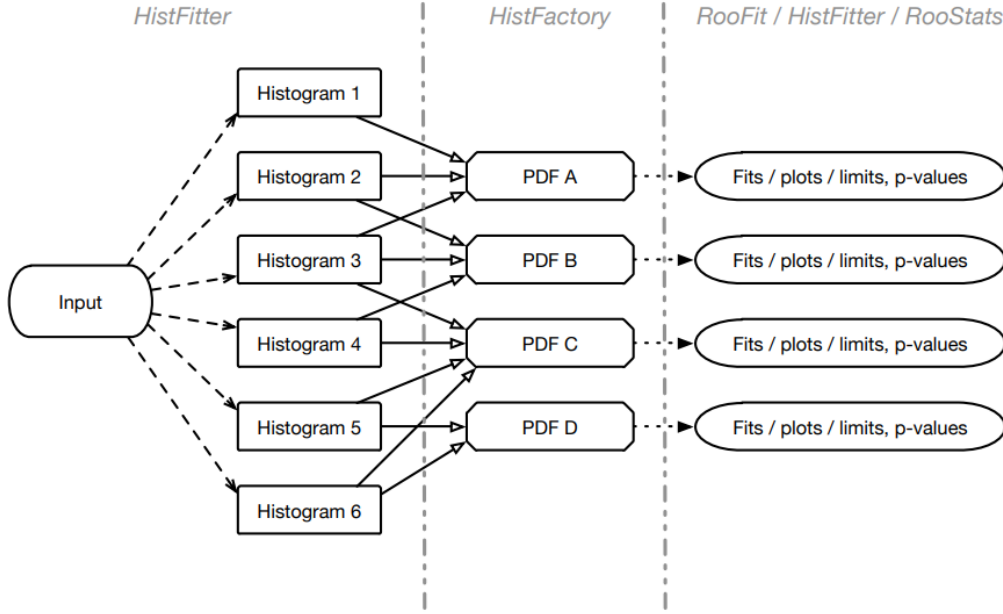 HistFitter
HistFactory
RooFit / HistFitter / RooStats
Histogram 1
Histogram 2
PDF A
Fits / plots / limits, p-values
Histogram 3
PDF B
Fits / plots / limits, p-values
Input
Histogram 4
PDF C
Fits / plots / limits, p-values
Histogram 5
PDF D
Fits / plots / limits, p-values
Histogram 6